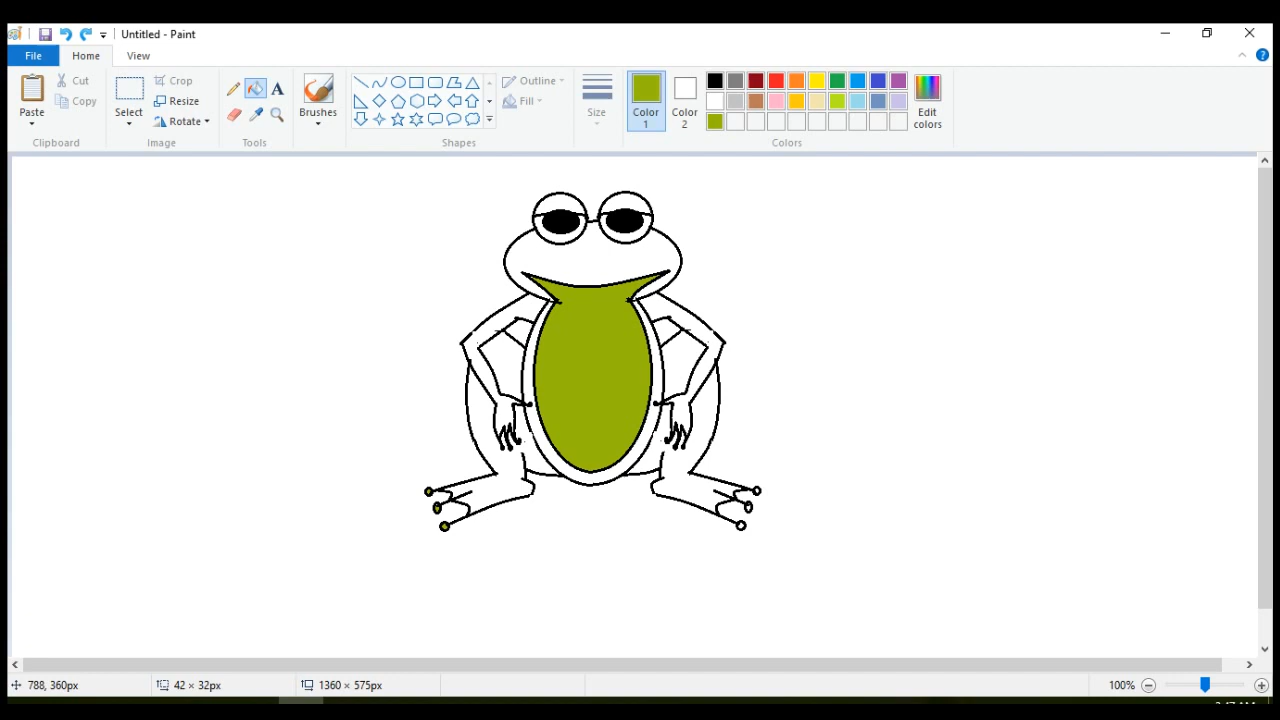 Untitled - Paint
File Home View
Paste Cut Copy Clipboard
Select Crop Resize Rotate Image
A Tools
Brushes
Outline Fill Shapes
Size
Color 1 Color 2 Edit colors Colors
788, 360px 42 × 32px 1360 × 575px 100%